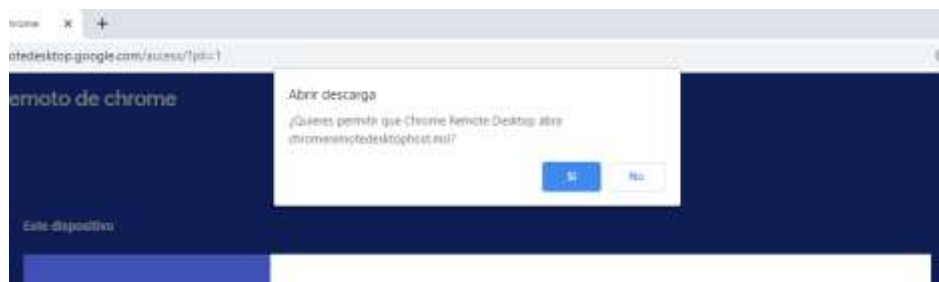 otedesktop.google.com/access/?pli=1
emoto de chrome
Abrir descarga
¿Quieres permitir que Chrome Remote Desktop abra
chromeremotedesktophost.msi?
Sí
No
Este dispositivo